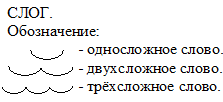 СЛОГ.
Обозначение:
- односложное слово.
- двухсложное слово.
- трёхсложное слово.